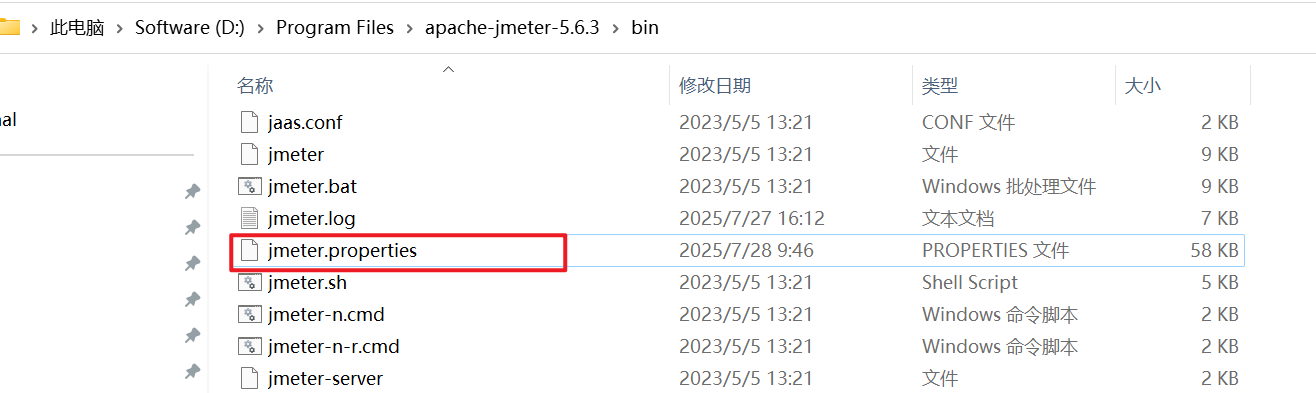 此电脑 > Software (D:) > Program Files > apache-jmeter-5.6.3 > bin
名称 修改日期 类型 大小
jaas.conf 2023/5/5 13:21 CONF 文件 2 KB
al
jmeter 2023/5/5 13:21 文件 9 KB
jmeter.bat 2023/5/5 13:21 Windows 批处理文件 9 KB
jmeter.log 2025/7/27 16:12 文本文档 7 KB
jmeter.properties 2025/7/28 9:46 PROPERTIES 文件 58 KB
jmeter.sh 2023/5/5 13:21 Shell Script 5 KB
jmeter-n.cmd 2023/5/5 13:21 Windows 命令脚本 2 KB
jmeter-n-r.cmd 2023/5/5 13:21 Windows 命令脚本 2 KB
jmeter-server 2023/5/5 13:21 文件 2 KB